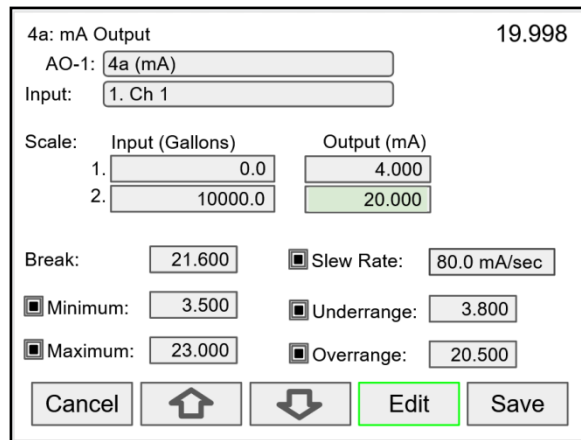 4a: mA Output 19.998
AO-1: 4a (mA)
Input: 1. Ch 1
Scale: Input (Gallons) Output (mA)
1. 0.0 4.000
2. 10000.0 20.000
Break: 21.600 Slew Rate: 80.0 mA/sec
Minimum: 3.500 Underrange: 3.800
Maximum: 23.000 Overrange: 20.500
Cancel Edit Save